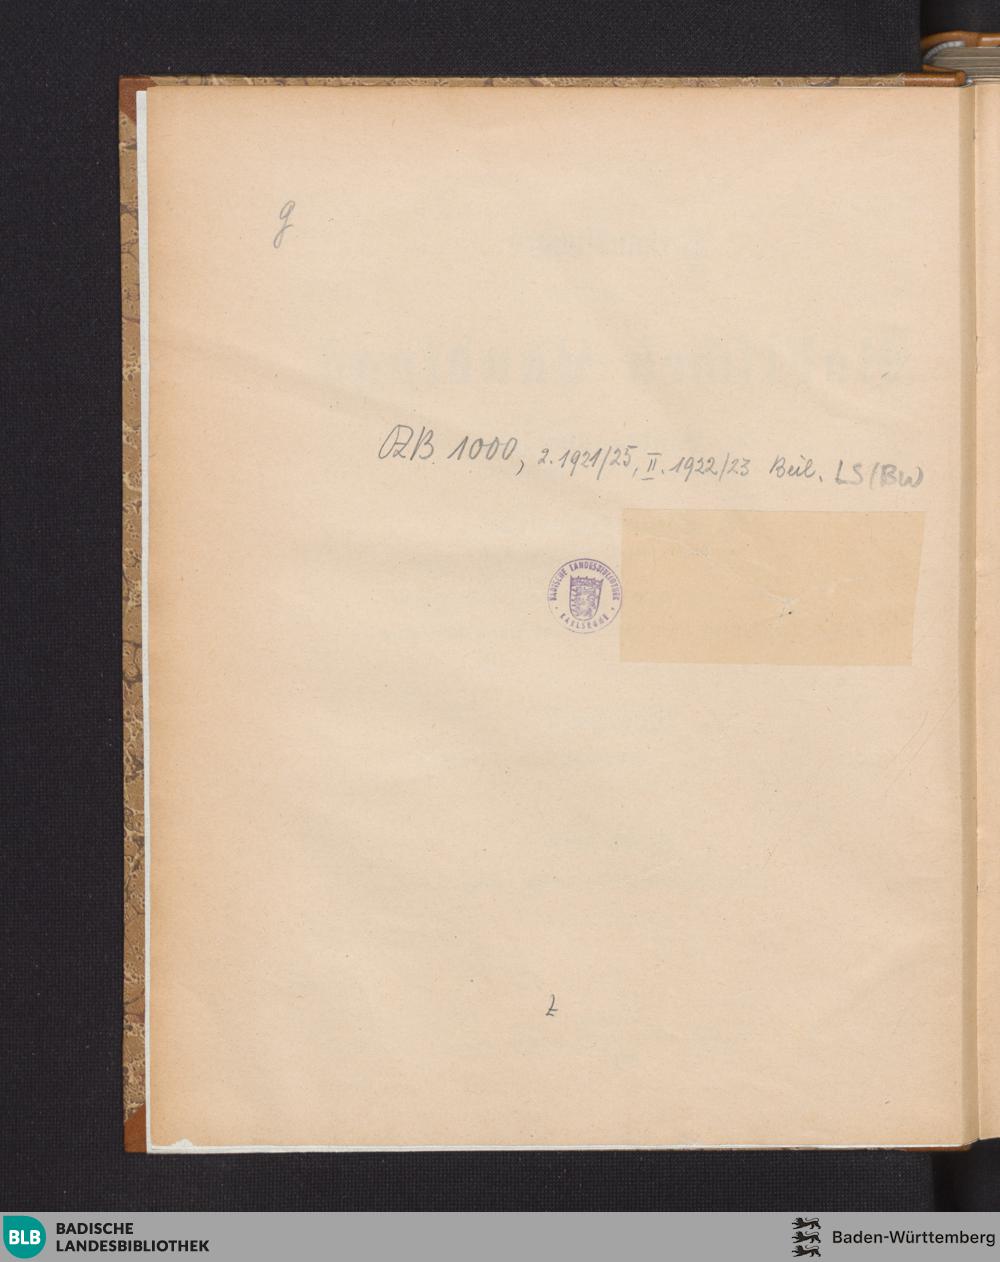 g
OZB 1000, 2.1921/25, II.1922/23 Beil. LS(BW)
BADISCHE LANDESBIBLIOTHEK
KARLSRUHE
z
BLB BADISCHE
LANDESBIBLIOTHEK
Baden-Württemberg